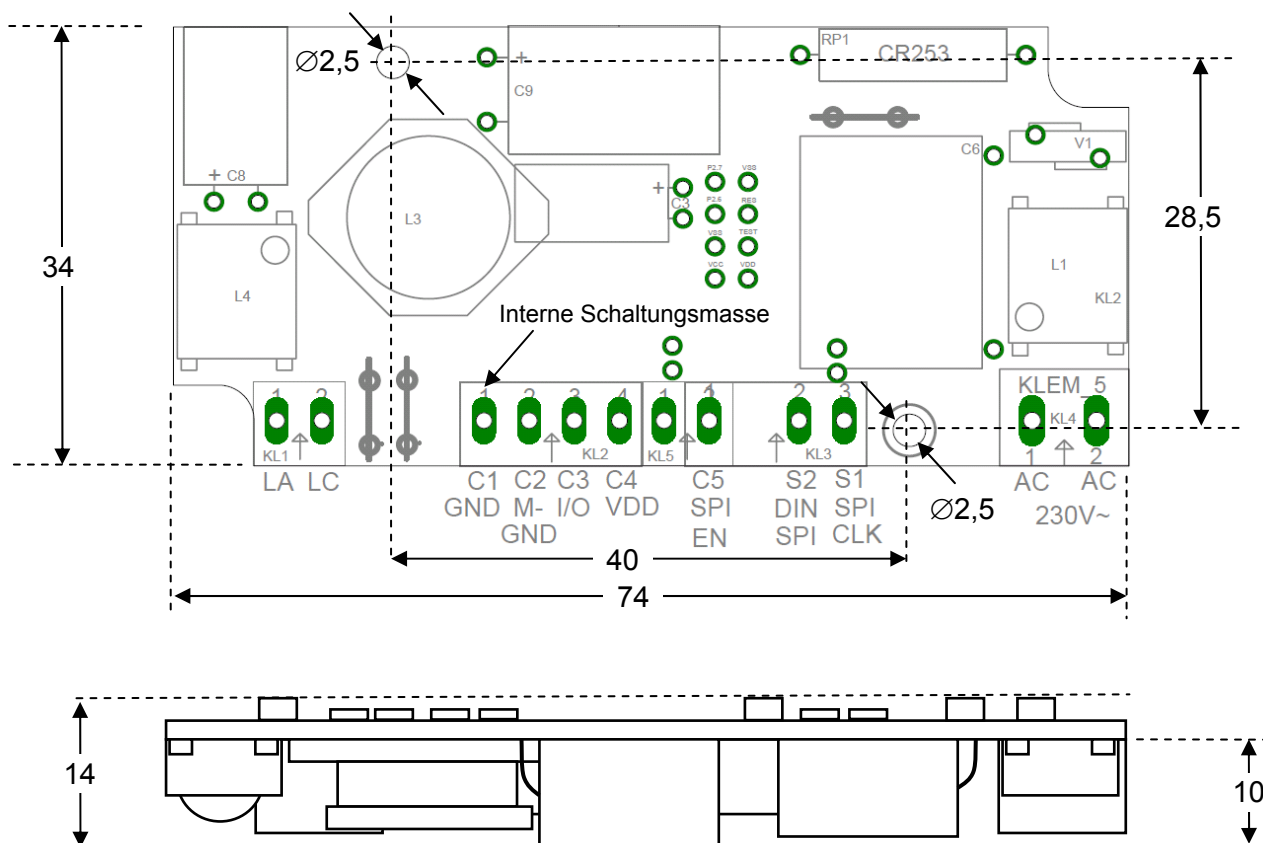 ∅2,5
RP1
CR253
+
C9
+ C8
L3
+
C3
C6
V1
P2.7 VSS
P2.6 RES
VSS TEST
VCC VDD
28,5
34
L4
L1
KL2
Interne Schaltungsmasse
1 2
1 2 3 4 1 1 2 3
KLEM_5
KL1
KL2
KL5
KL3
KL4
1 2
LA LC
C1 C2 C3 C4 C5 S2 S1
GND M- I/O VDD SPI DIN SPI
GND EN SPI CLK
AC AC
230V~
∅2,5
40
74
14
10